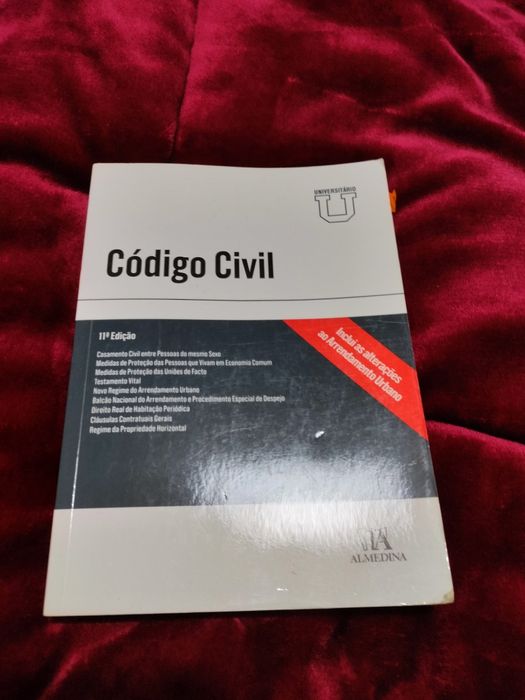 UNIVERSITÁRIO
U
Código Civil
11ª Edição
Inclui as alterações
ao Arrendamento Urbano
Casamento Civil entre Pessoas do mesmo Sexo
Medidas de Proteção das Pessoas que Vivam em Economia Comum
Medidas de Proteção das Uniões de Facto
Testamento Vital
Novo Regime do Arrendamento Urbano
Balcão Nacional do Arrendamento e Procedimento Especial de Despejo
Direito Real de Habitação Periódica
Cláusulas Contratuais Gerais
Regime da Propriedade Horizontal
ALMEDINA